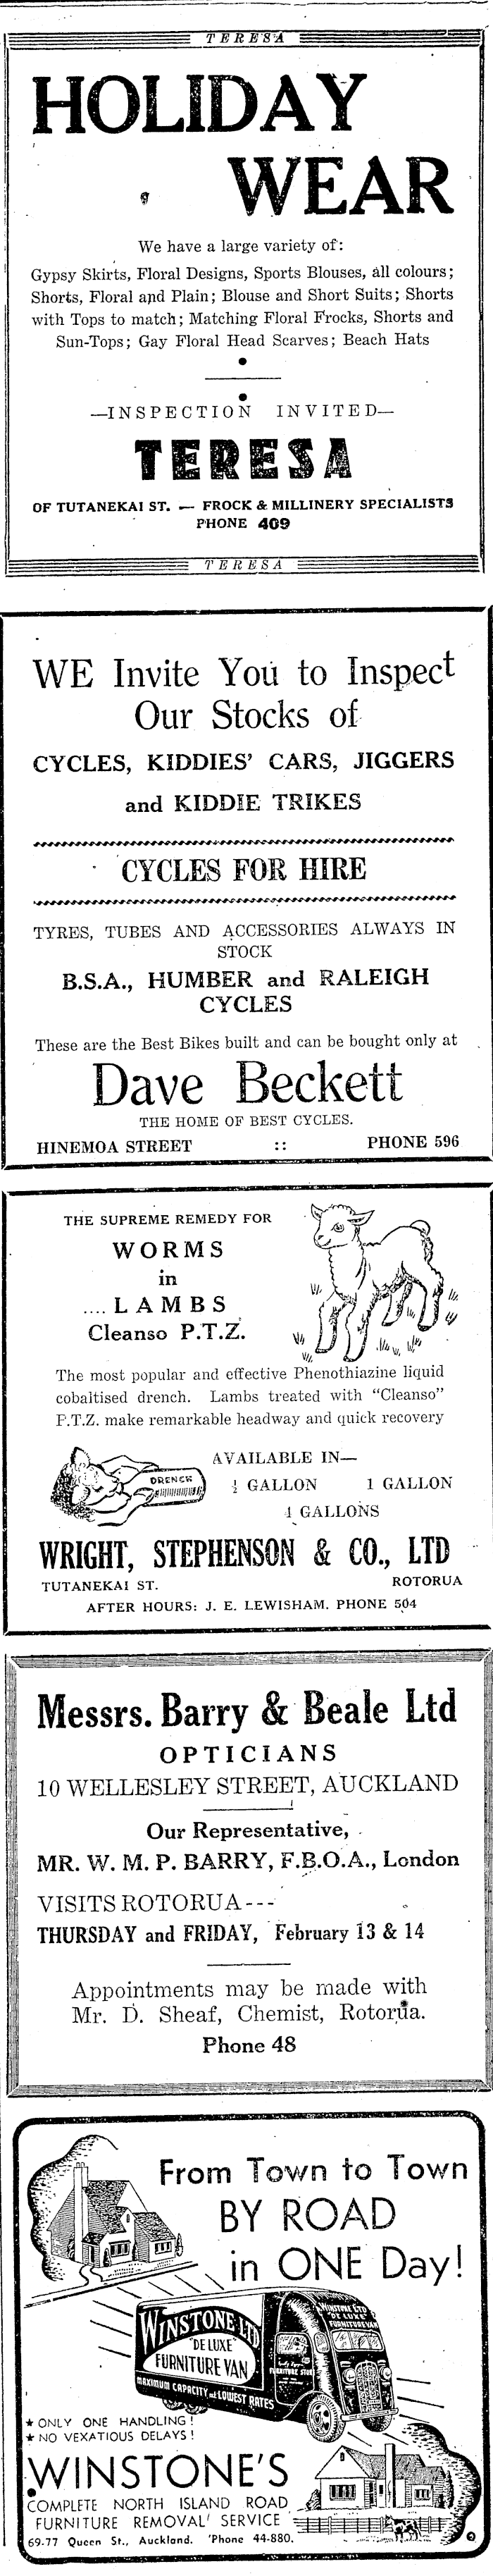 TERESA
HOLIDAY
WEAR
We have a large variety of:
Gypsy Skirts, Floral Designs, Sports Blouses, all colours;
Shorts, Floral and Plain; Blouse and Short Suits; Shorts
with Tops to match; Matching Floral Frocks, Shorts and
Sun-Tops; Gay Floral Head Scarves; Beach Hats
—INSPECTION INVITED—
TERESA
OF TUTANEKAI ST. — FROCK & MILLINERY SPECIALISTS
PHONE 409
TERESA
WE Invite You to Inspect
Our Stocks of
CYCLES, KIDDIES' CARS, JIGGERS
and KIDDIE TRIKES
CYCLES FOR HIRE
TYRES, TUBES AND ACCESSORIES ALWAYS IN
STOCK
B.S.A., HUMBER and RALEIGH
CYCLES
These are the Best Bikes built and can be bought only at
Dave Beckett
THE HOME OF BEST CYCLES.
HINEMOA STREET :: PHONE 596
THE SUPREME REMEDY FOR
WORMS
in
.... LAMBS
Cleanso P.T.Z.
The most popular and effective Phenothiazine liquid
cobaltised drench. Lambs treated with "Cleanso"
P.T.Z. make remarkable headway and quick recovery
DRENCH
AVAILABLE IN—
½ GALLON 1 GALLON
4 GALLONS
WRIGHT, STEPHENSON & CO., LTD
TUTANEKAI ST. ROTORUA
AFTER HOURS: J. E. LEWISHAM. PHONE 504
Messrs. Barry & Beale Ltd
OPTICIANS
10 WELLESLEY STREET, AUCKLAND
Our Representative,
MR. W. M. P. BARRY, F.B.O.A., London
VISITS ROTORUA---
THURSDAY and FRIDAY, February 13 & 14
Appointments may be made with
Mr. D. Sheaf, Chemist, Rotorua.
Phone 48
From Town to Town
BY ROAD
in ONE Day!
WINSTONE LTD
"DE LUXE"
FURNITURE VAN
MAXIMUM CAPACITY at LOWEST RATES
WINSTONE LTD
"DE LUXE"
FURNITURE VAN
★ ONLY ONE HANDLING!
★ NO VEXATIOUS DELAYS!
WINSTONE'S
COMPLETE NORTH ISLAND ROAD
FURNITURE REMOVAL SERVICE
69-77 Queen St., Auckland. 'Phone 44-880.